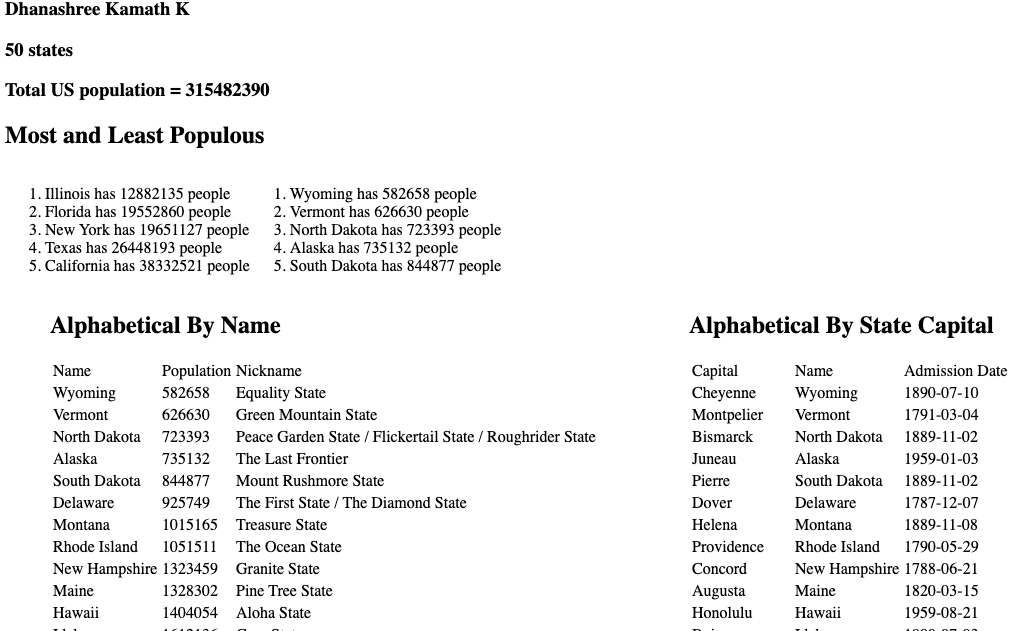 Dhanashree Kamath K
50 states
Total US population = 315482390
Most and Least Populous
1. Illinois has 12882135 people
2. Florida has 19552860 people
3. New York has 19651127 people
4. Texas has 26448193 people
5. California has 38332521 people
1. Wyoming has 582658 people
2. Vermont has 626630 people
3. North Dakota has 723393 people
4. Alaska has 735132 people
5. South Dakota has 844877 people
Alphabetical By Name
Name Population Nickname
Wyoming 582658 Equality State
Vermont 626630 Green Mountain State
North Dakota 723393 Peace Garden State / Flickertail State / Roughrider State
Alaska 735132 The Last Frontier
South Dakota 844877 Mount Rushmore State
Delaware 925749 The First State / The Diamond State
Montana 1015165 Treasure State
Rhode Island 1051511 The Ocean State
New Hampshire 1323459 Granite State
Maine 1328302 Pine Tree State
Hawaii 1404054 Aloha State
Alphabetical By State Capital
Capital Name Admission Date
Cheyenne Wyoming 1890-07-10
Montpelier Vermont 1791-03-04
Bismarck North Dakota 1889-11-02
Juneau Alaska 1959-01-03
Pierre South Dakota 1889-11-02
Dover Delaware 1787-12-07
Helena Montana 1889-11-08
Providence Rhode Island 1790-05-29
Concord New Hampshire 1788-06-21
Augusta Maine 1820-03-15
Honolulu Hawaii 1959-08-21